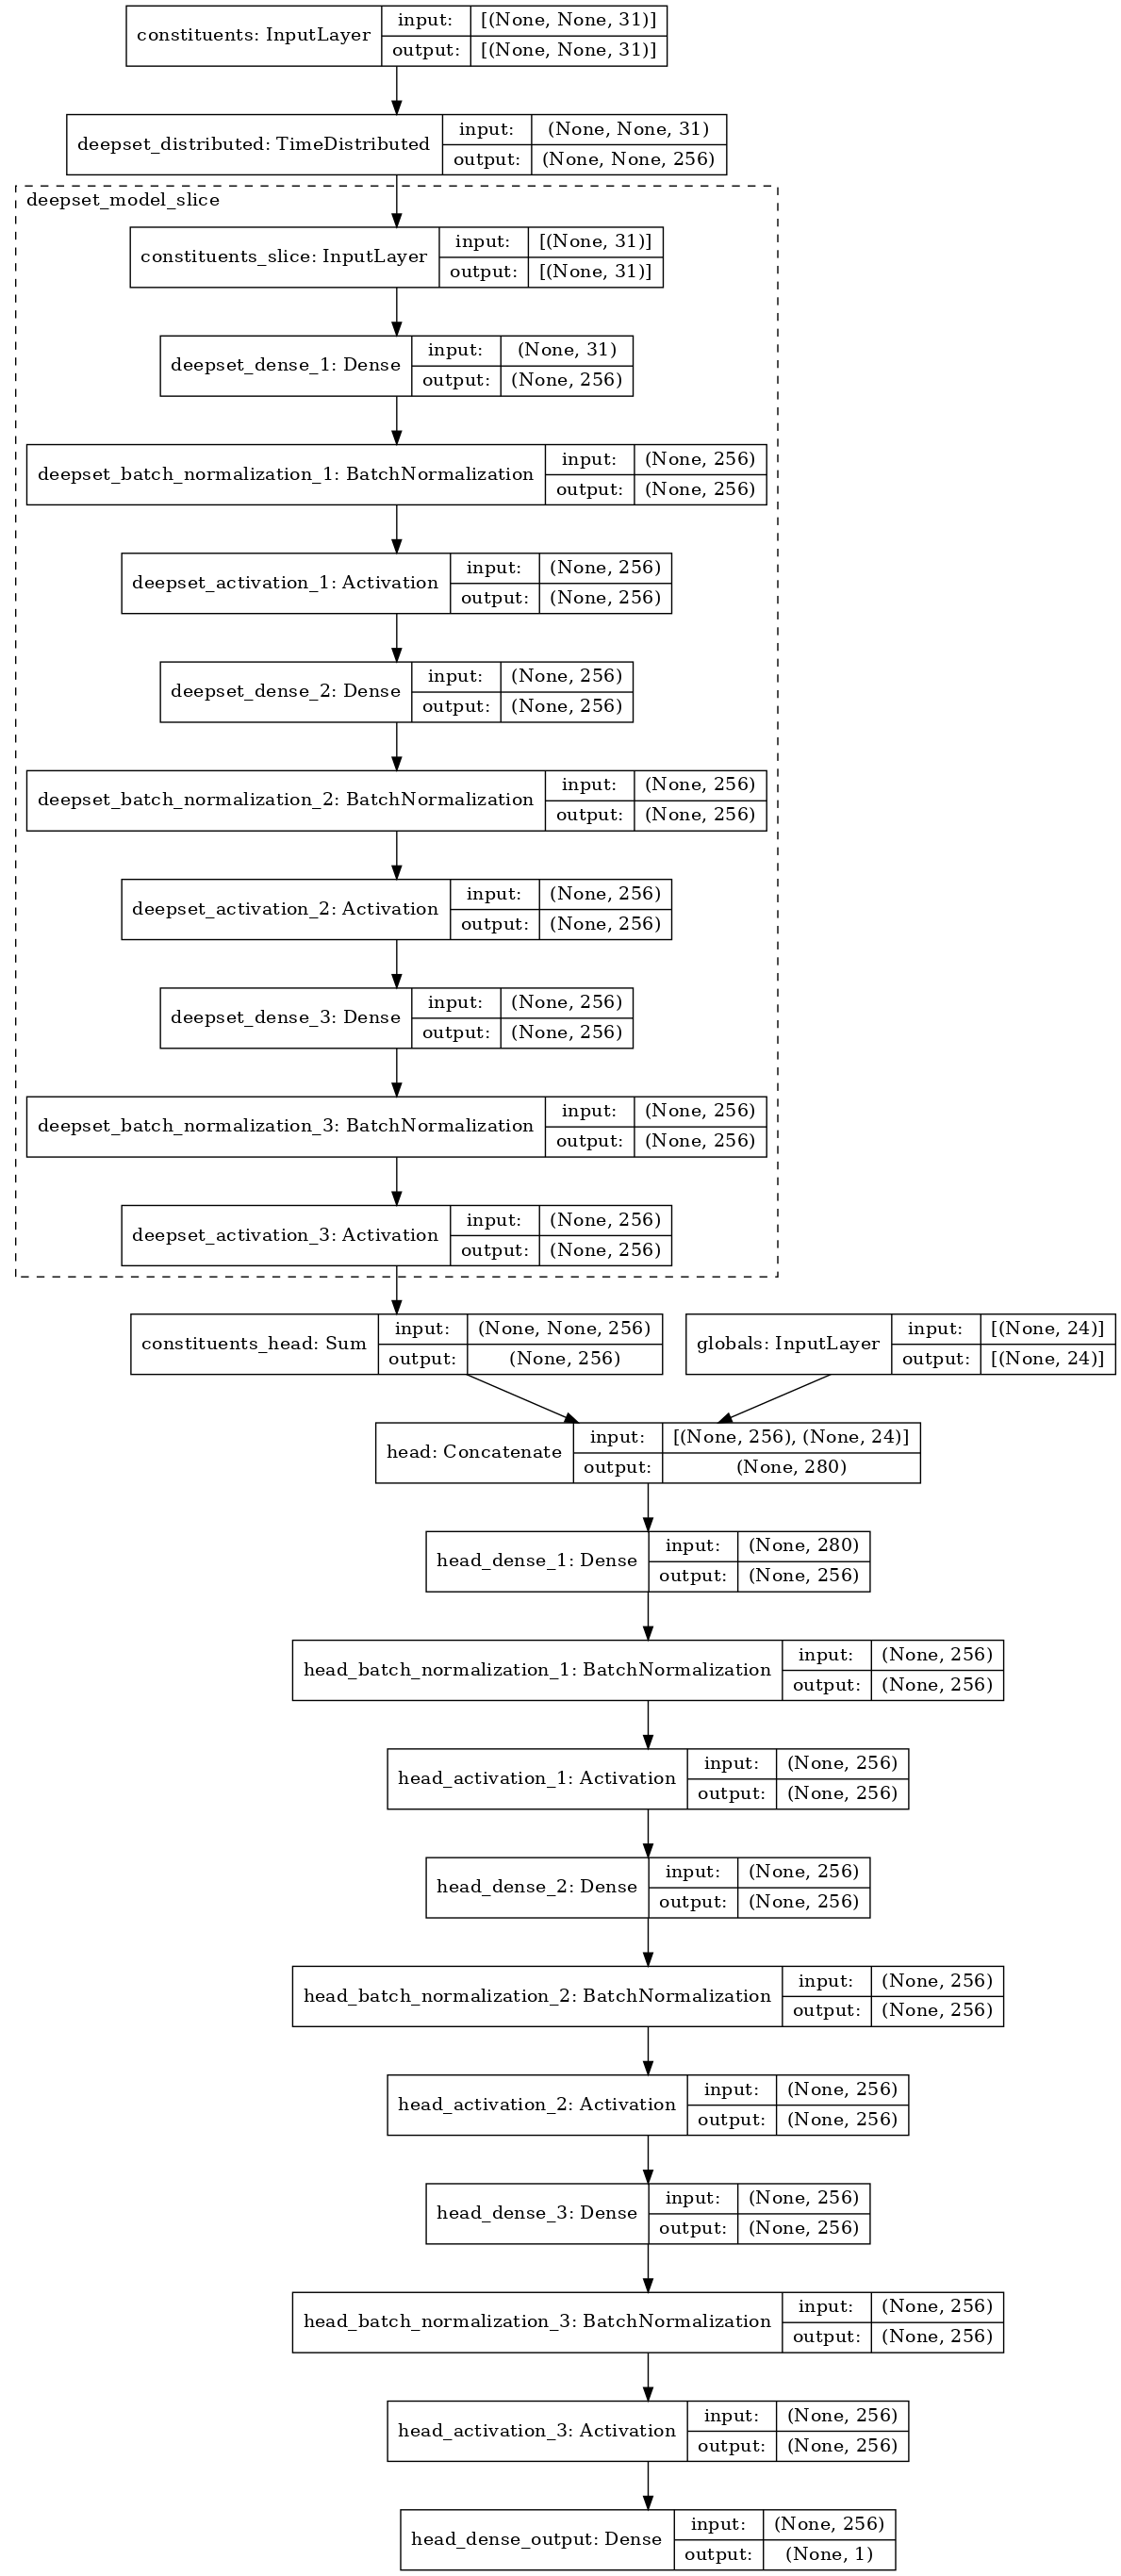 constituents: InputLayer input: [(None, None, 31)]
output: [(None, None, 31)]
deepset_distributed: TimeDistributed input: (None, None, 31)
output: (None, None, 256)
deepset_model_slice
constituents_slice: InputLayer input: [(None, 31)]
output: [(None, 31)]
deepset_dense_1: Dense input: (None, 31)
output: (None, 256)
deepset_batch_normalization_1: BatchNormalization input: (None, 256)
output: (None, 256)
deepset_activation_1: Activation input: (None, 256)
output: (None, 256)
deepset_dense_2: Dense input: (None, 256)
output: (None, 256)
deepset_batch_normalization_2: BatchNormalization input: (None, 256)
output: (None, 256)
deepset_activation_2: Activation input: (None, 256)
output: (None, 256)
deepset_dense_3: Dense input: (None, 256)
output: (None, 256)
deepset_batch_normalization_3: BatchNormalization input: (None, 256)
output: (None, 256)
deepset_activation_3: Activation input: (None, 256)
output: (None, 256)
constituents_head: Sum input: (None, None, 256)
output: (None, 256)
globals: InputLayer input: [(None, 24)]
output: [(None, 24)]
head: Concatenate input: [(None, 256), (None, 24)]
output: (None, 280)
head_dense_1: Dense input: (None, 280)
output: (None, 256)
head_batch_normalization_1: BatchNormalization input: (None, 256)
output: (None, 256)
head_activation_1: Activation input: (None, 256)
output: (None, 256)
head_dense_2: Dense input: (None, 256)
output: (None, 256)
head_batch_normalization_2: BatchNormalization input: (None, 256)
output: (None, 256)
head_activation_2: Activation input: (None, 256)
output: (None, 256)
head_dense_3: Dense input: (None, 256)
output: (None, 256)
head_batch_normalization_3: BatchNormalization input: (None, 256)
output: (None, 256)
head_activation_3: Activation input: (None, 256)
output: (None, 256)
head_dense_output: Dense input: (None, 256)
output: (None, 1)